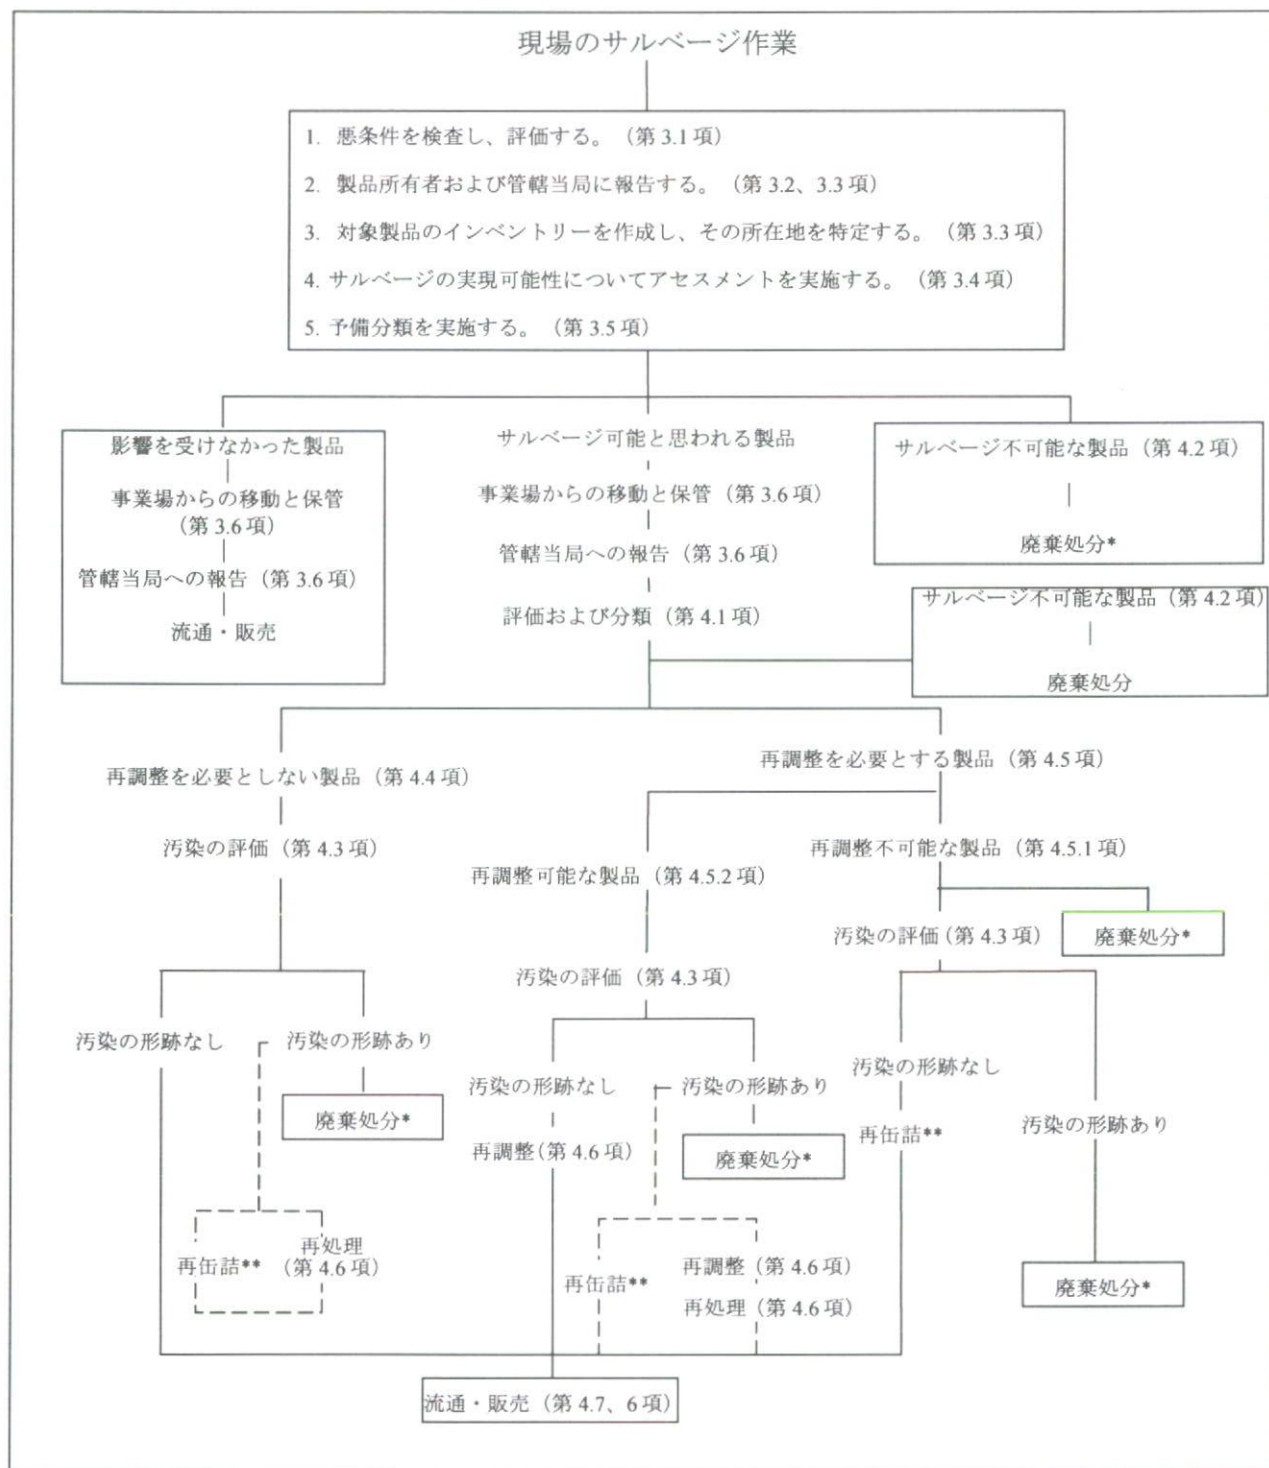 現場のサルベージ作業
1. 悪条件を検査し、評価する。（第 3.1 項）
2. 製品所有者および管轄当局に報告する。（第 3.2、3.3 項）
3. 対象製品のインベントリーを作成し、その所在地を特定する。（第 3.3 項）
4. サルベージの実現可能性についてアセスメントを実施する。（第 3.4 項）
5. 予備分類を実施する。（第 3.5 項）
影響を受けなかった製品
事業場からの移動と保管
（第 3.6 項）
管轄当局への報告（第 3.6 項）
流通・販売
サルベージ可能と思われる製品
事業場からの移動と保管（第 3.6 項）
管轄当局への報告（第 3.6 項）
評価および分類（第 4.1 項）
サルベージ不可能な製品（第 4.2 項）
廃棄処分*
サルベージ不可能な製品（第 4.2 項）
廃棄処分
再調整を必要としない製品（第 4.4 項）
汚染の評価（第 4.3 項）
汚染の形跡なし
汚染の形跡あり
廃棄処分*
再缶詰**
再処理
（第 4.6 項）
再調整を必要とする製品（第 4.5 項）
再調整可能な製品（第 4.5.2 項）
汚染の評価（第 4.3 項）
汚染の形跡なし
再調整（第 4.6 項）
汚染の形跡あり
廃棄処分*
再缶詰**
再調整（第 4.6 項）
再処理（第 4.6 項）
再調整不可能な製品（第 4.5.1 項）
廃棄処分*
汚染の評価（第 4.3 項）
汚染の形跡なし
再缶詰**
汚染の形跡あり
廃棄処分*
流通・販売（第 4.7、6 項）